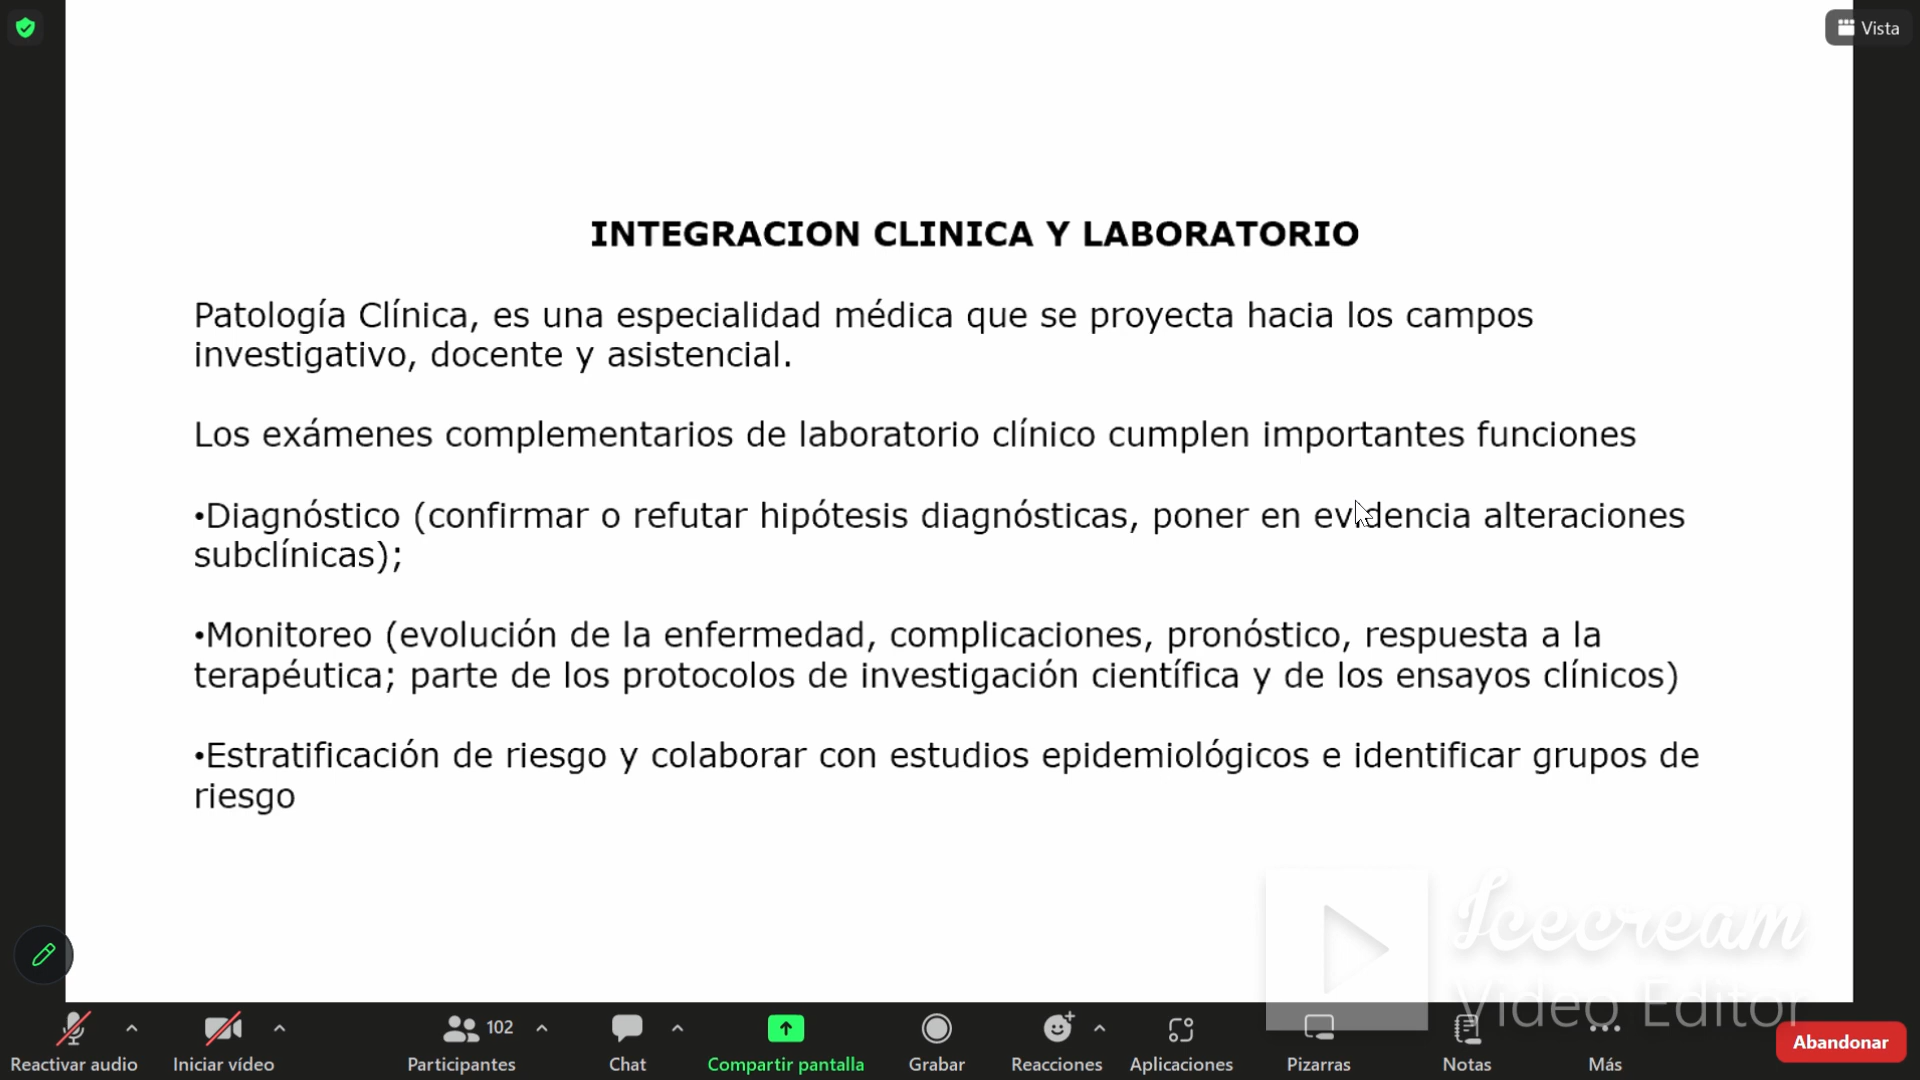 Vista
INTEGRACION CLINICA Y LABORATORIO
Patología Clínica, es una especialidad médica que se proyecta hacia los campos
investigativo, docente y asistencial.
Los exámenes complementarios de laboratorio clínico cumplen importantes funciones
•Diagnóstico (confirmar o refutar hipótesis diagnósticas, poner en evidencia alteraciones
subclínicas);
•Monitoreo (evolución de la enfermedad, complicaciones, pronóstico, respuesta a la
terapéutica; parte de los protocolos de investigación científica y de los ensayos clínicos)
•Estratificación de riesgo y colaborar con estudios epidemiológicos e identificar grupos de
riesgo
Icecream
Video Editor
102
Reactivar audio Iniciar vídeo Participantes Chat Compartir pantalla Grabar Reacciones Aplicaciones Pizarras Notas Más Abandonar